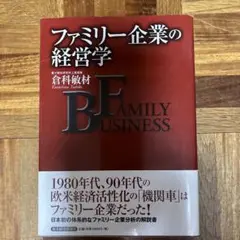 ファミリー企業の
経営学
倉科敏材
FAMILY
BUSINESS
1980年代、90年代の
欧米経済活性化の「機関車」は
ファミリー企業だった!
日本初の体系的なファミリー企業分析の解説書